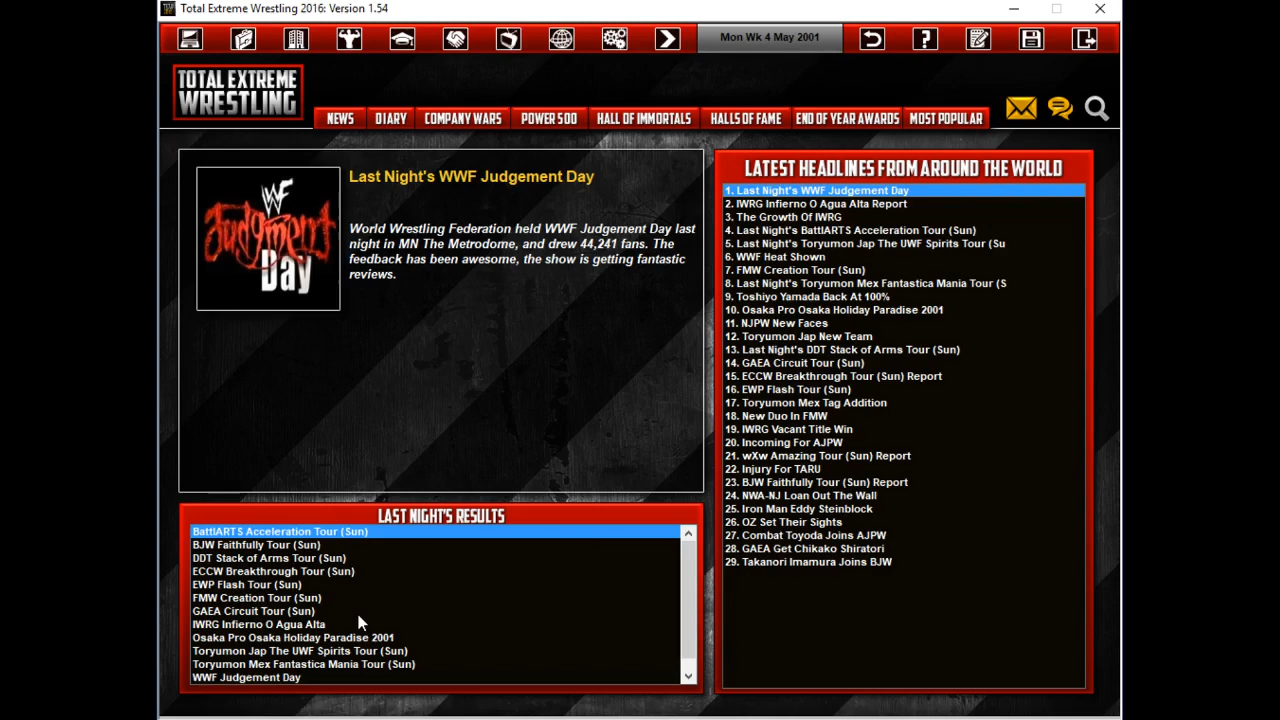 Total Extreme Wrestling 2016: Version 1.54
Mon Wk 4 May 2001
TOTAL EXTREME
WRESTLING
NEWS
DIARY
COMPANY WARS
POWER 500
HALL OF IMMORTALS
HALLS OF FAME
END OF YEAR AWARDS
MOST POPULAR
Last Night's WWF Judgement Day
WF
Judgment
Day
World Wrestling Federation held WWF Judgement Day last
night in MN The Metrodome, and drew 44,241 fans. The
feedback has been awesome, the show is getting fantastic
reviews.
LATEST HEADLINES FROM AROUND THE WORLD
1. Last Night's WWF Judgement Day
2. IWRG Infierno O Agua Alta Report
3. The Growth Of IWRG
4. Last Night's BattlARTS Acceleration Tour (Sun)
5. Last Night's Toryumon Jap The UWF Spirits Tour (Su
6. WWF Heat Shown
7. FMW Creation Tour (Sun)
8. Last Night's Toryumon Mex Fantastica Mania Tour (S
9. Toshiyo Yamada Back At 100%
10. Osaka Pro Osaka Holiday Paradise 2001
11. NJPW New Faces
12. Toryumon Jap New Team
13. Last Night's DDT Stack of Arms Tour (Sun)
14. GAEA Circuit Tour (Sun)
15. ECCW Breakthrough Tour (Sun) Report
16. EWP Flash Tour (Sun)
17. Toryumon Mex Tag Addition
18. New Duo In FMW
19. IWRG Vacant Title Win
20. Incoming For AJPW
21. wXw Amazing Tour (Sun) Report
22. Injury For TARU
23. BJW Faithfully Tour (Sun) Report
24. NWA-NJ Loan Out The Wall
25. Iron Man Eddy Steinblock
26. OZ Set Their Sights
27. Combat Toyoda Joins AJPW
28. GAEA Get Chikako Shiratori
29. Takanori Imamura Joins BJW
LAST NIGHT'S RESULTS
BattlARTS Acceleration Tour (Sun)
BJW Faithfully Tour (Sun)
DDT Stack of Arms Tour (Sun)
ECCW Breakthrough Tour (Sun)
EWP Flash Tour (Sun)
FMW Creation Tour (Sun)
GAEA Circuit Tour (Sun)
IWRG Infierno O Agua Alta
Osaka Pro Osaka Holiday Paradise 2001
Toryumon Jap The UWF Spirits Tour (Sun)
Toryumon Mex Fantastica Mania Tour (Sun)
WWF Judgement Day